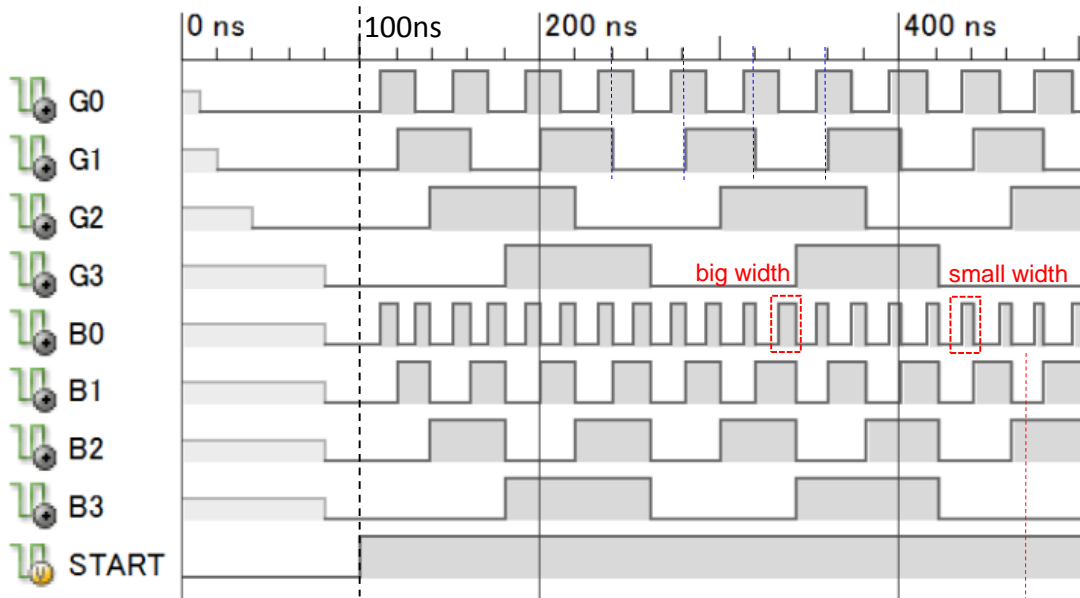 0 ns 100ns 200 ns 400 ns
G0
G1
G2
G3
big width small width
B0
B1
B2
B3
START